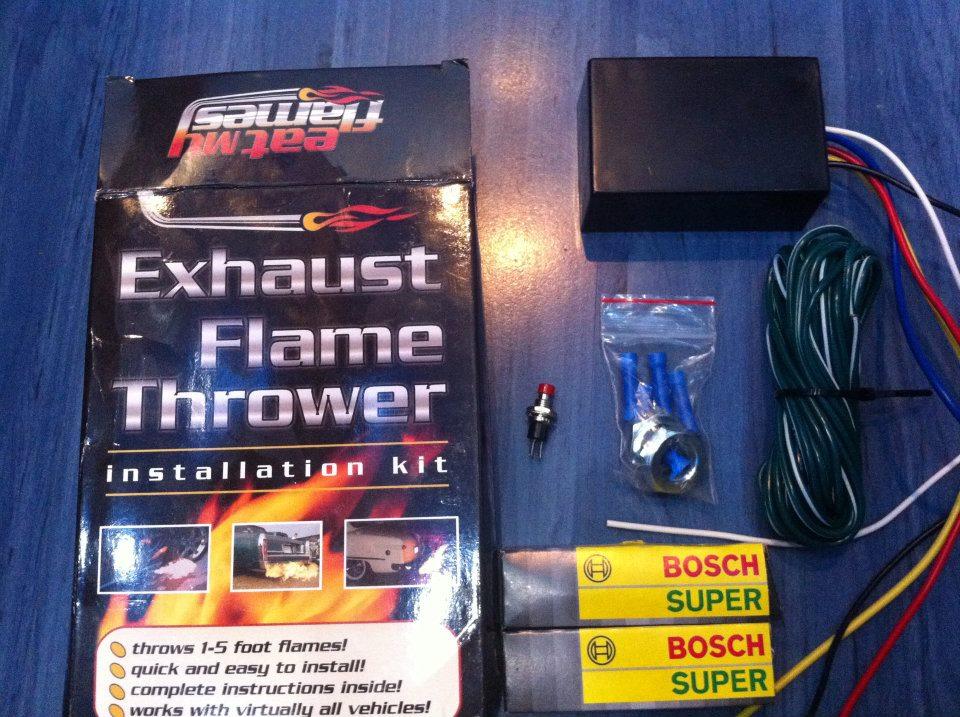 eat my
flames
Exhaust
Flame
Thrower
installation kit
throws 1-5 foot flames!
quick and easy to install!
complete instructions inside!
works with virtually all vehicles!
BOSCH
SUPER
BOSCH
SUPER